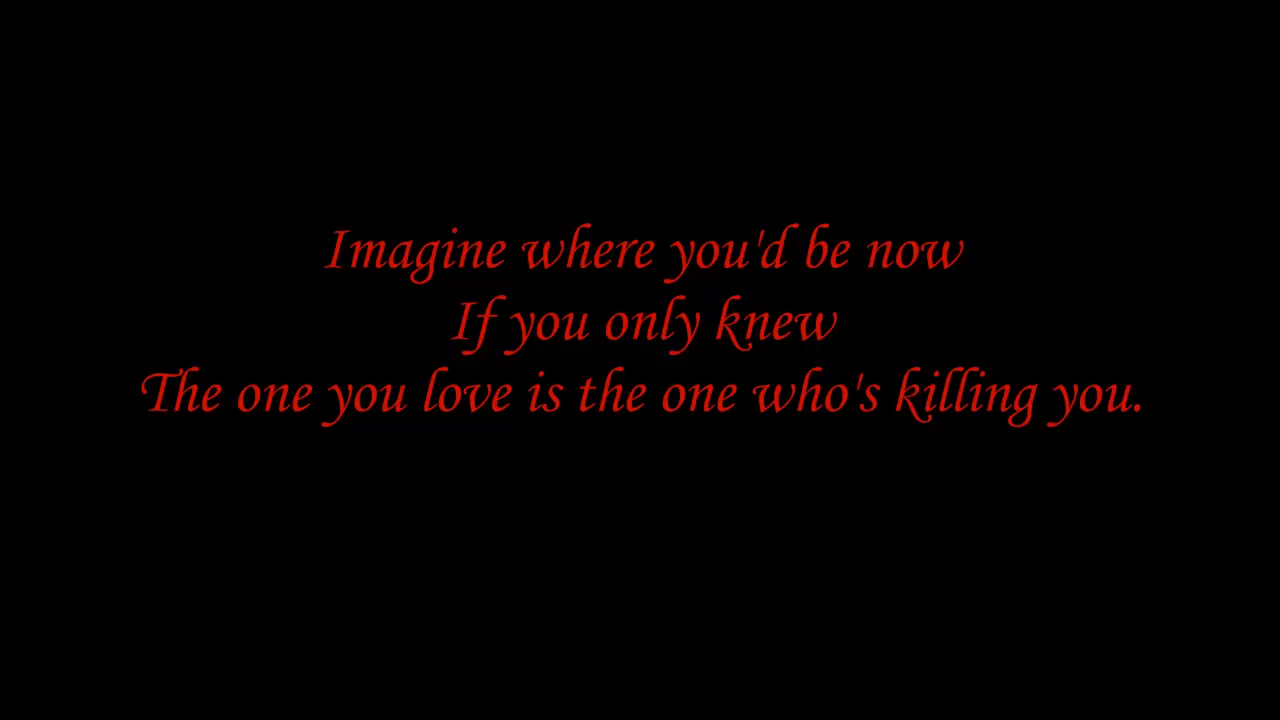 Imagine where you'd be now
If you only knew
The one you love is the one who's killing you.